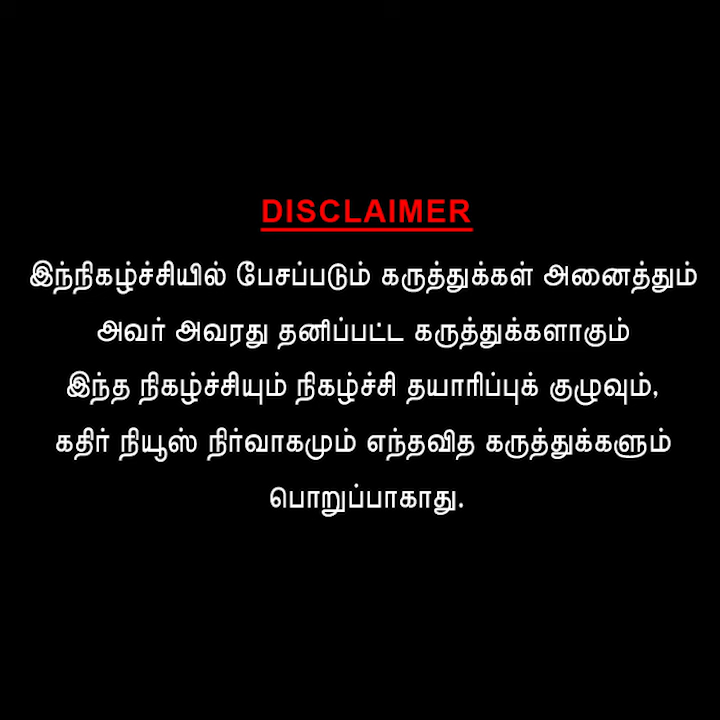 DISCLAIMER
இந்நிகழ்ச்சியில் பேசப்படும் கருத்துக்கள் அனைத்தும்
அவர் அவரது தனிப்பட்ட கருத்துக்களாகும்
இந்த நிகழ்ச்சியும் நிகழ்ச்சி தயாரிப்புக் குழுவும்,
கதிர் நியூஸ் நிர்வாகமும் எந்தவித கருத்துக்களும்
பொறுப்பாகாது.